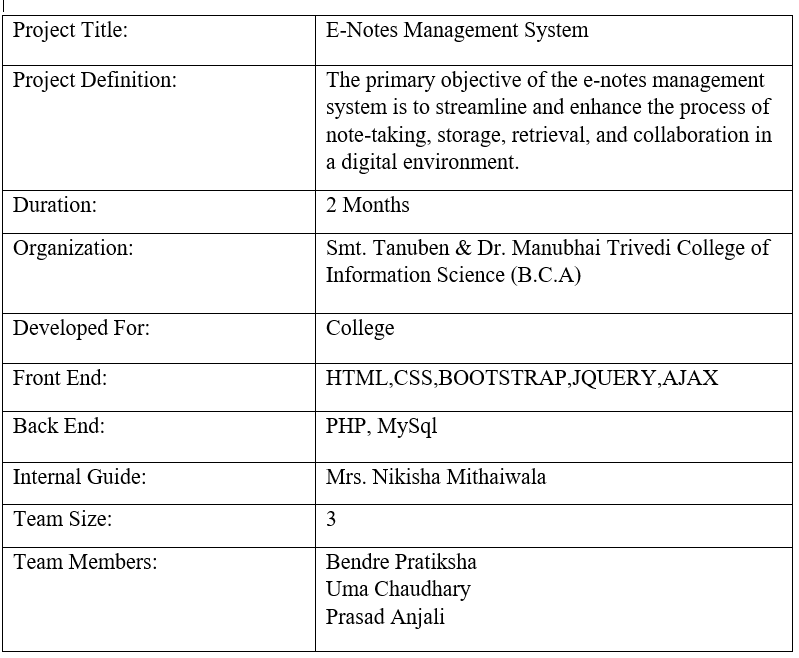 Project Title: E-Notes Management System
Project Definition: The primary objective of the e-notes management
system is to streamline and enhance the process of
note-taking, storage, retrieval, and collaboration in
a digital environment.
Duration: 2 Months
Organization: Smt. Tanuben & Dr. Manubhai Trivedi College of
Information Science (B.C.A)
Developed For: College
Front End: HTML,CSS,BOOTSTRAP,JQUERY,AJAX
Back End: PHP, MySql
Internal Guide: Mrs. Nikisha Mithaiwala
Team Size: 3
Team Members: Bendre Pratiksha
Uma Chaudhary
Prasad Anjali